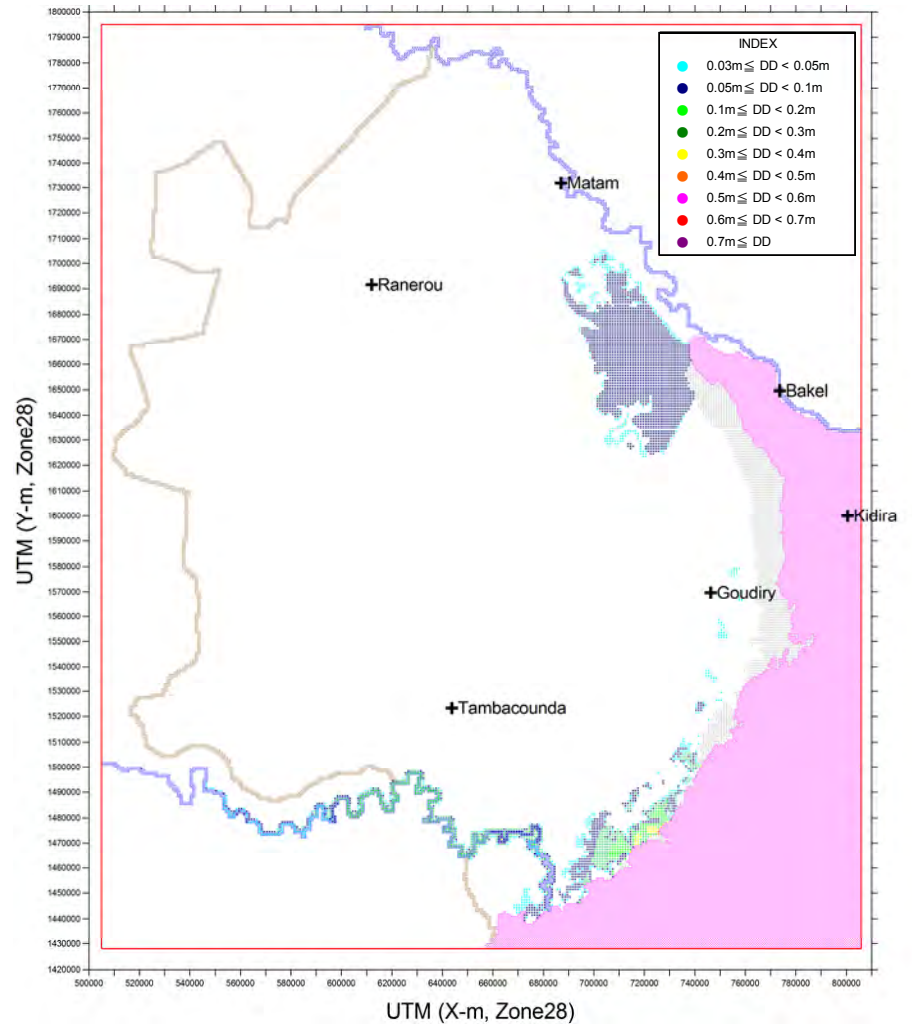 1800000
1790000
1780000
1770000
1760000
1750000
1740000
1730000
1720000
1710000
1700000
1690000
1680000
1670000
1660000
1650000
1640000
1630000
1620000
1610000
1600000
1590000
1580000
1570000
1560000
1550000
1540000
1530000
1520000
1510000
1500000
1490000
1480000
1470000
1460000
1450000
1440000
1430000
1420000
UTM (Y-m, Zone28)
INDEX
0.03m≦ DD < 0.05m
0.05m≦ DD < 0.1m
0.1m≦ DD < 0.2m
0.2m≦ DD < 0.3m
0.3m≦ DD < 0.4m
0.4m≦ DD < 0.5m
0.5m≦ DD < 0.6m
0.6m≦ DD < 0.7m
0.7m≦ DD
Matam
Ranerou
Bakel
Kidira
Goudiry
Tambacounda
500000 520000 540000 560000 580000 600000 620000 640000 660000 680000 700000 720000 740000 760000 780000 800000
UTM (X-m, Zone28)